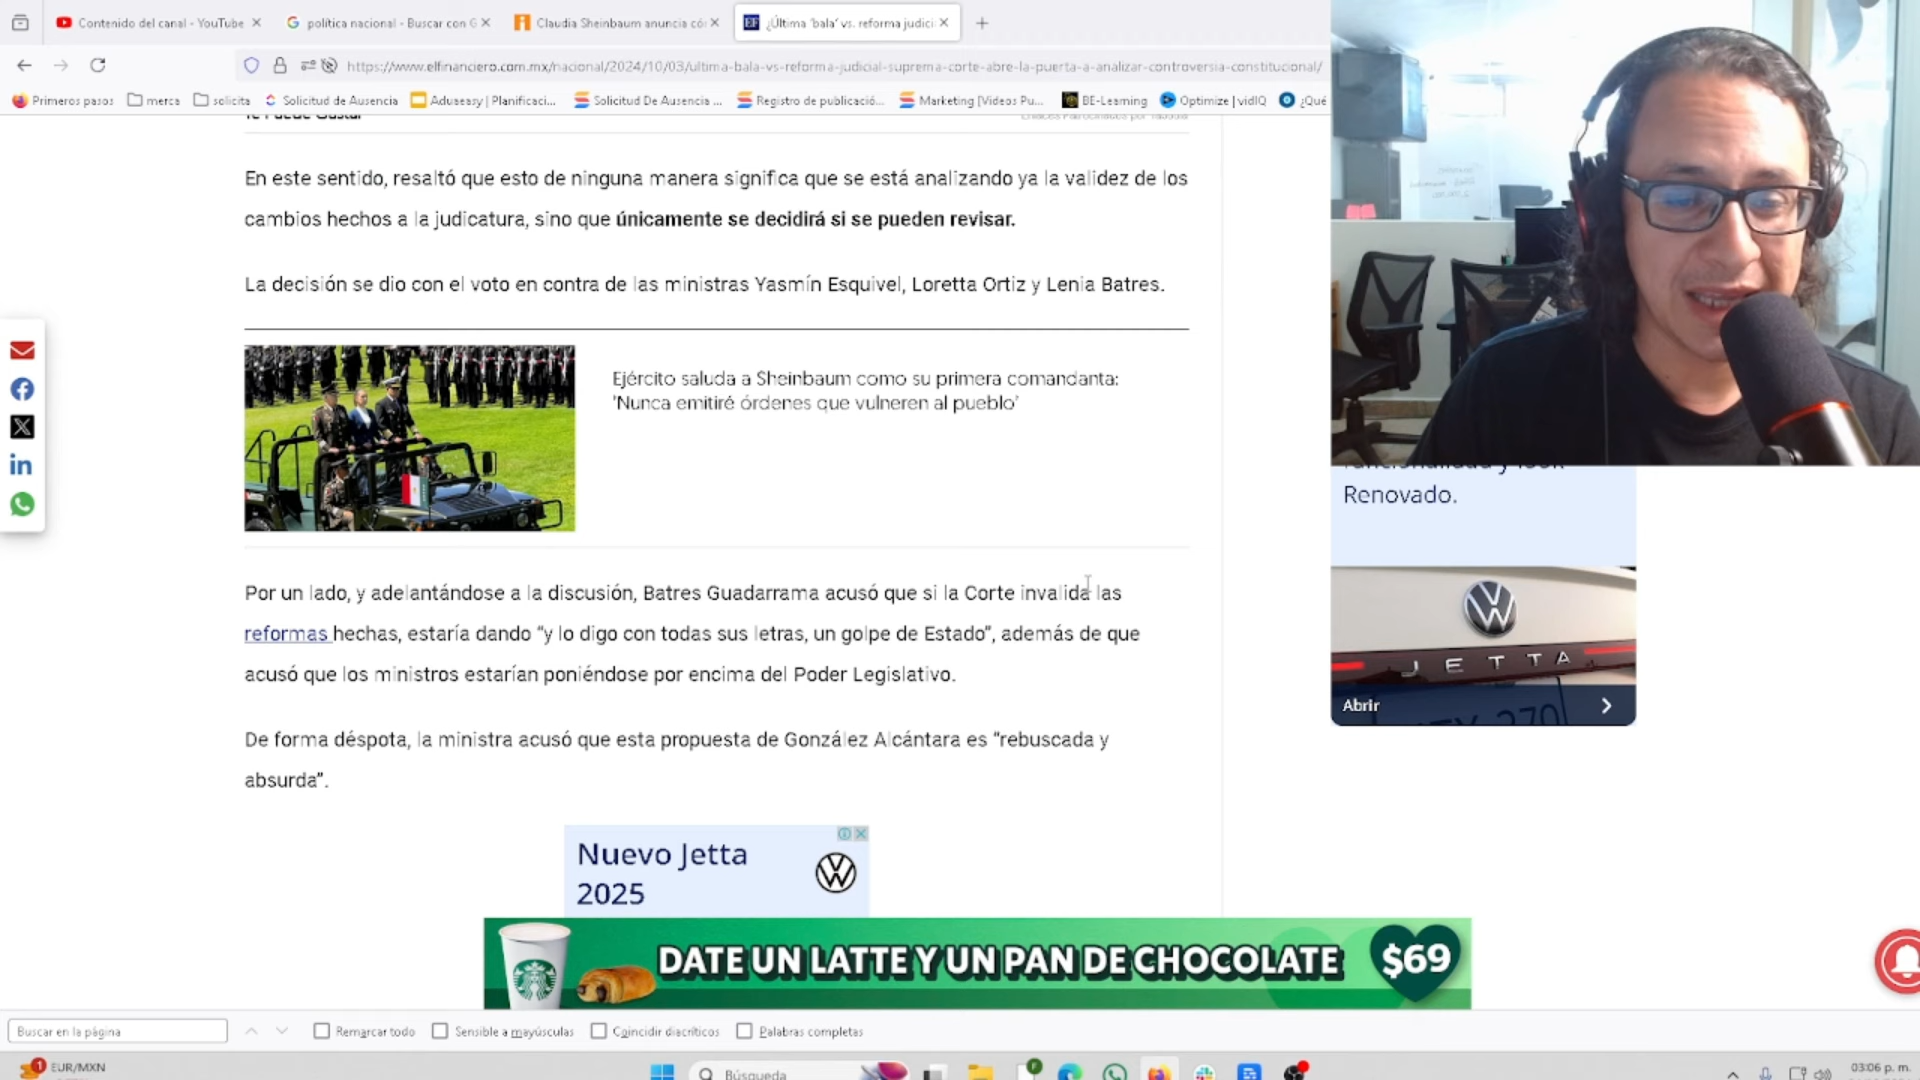 Contenido del canal - YouTube
política nacional - Buscar con G
Claudia Sheinbaum anuncia có
¿Última 'bala' vs. reforma judici
https://www.elfinanciero.com.mx/nacional/2024/10/03/ultima-bala-vs-reforma-judicial-suprema-corte-abre-la-puerta-a-analizar-controversia-constitucional/
Primeros pasos
merca
solicita
Solicitud de Ausencia
Adueasy | Planificaci...
Solicitud De Ausencia ...
Registro de publicació...
Marketing [Videos Pu...
BE-Learning
Optimize | vidIQ
¿Qué
Te Puede Gustar
Enlaces Patrocinados por Taboola
En este sentido, resaltó que esto de ninguna manera significa que se está analizando ya la validez de los
cambios hechos a la judicatura, sino que únicamente se decidirá si se pueden revisar.
La decisión se dio con el voto en contra de las ministras Yasmín Esquivel, Loretta Ortiz y Lenia Batres.
Ejército saluda a Sheinbaum como su primera comandanta:
'Nunca emitiré órdenes que vulneren al pueblo'
Renovado.
Por un lado, y adelantándose a la discusión, Batres Guadarrama acusó que si la Corte invalida las
reformas hechas, estaría dando “y lo digo con todas sus letras, un golpe de Estado”, además de que
acusó que los ministros estarían poniéndose por encima del Poder Legislativo.
JETTA
Abrir
De forma déspota, la ministra acusó que esta propuesta de González Alcántara es “rebuscada y
absurda”.
Nuevo Jetta
2025
DATE UN LATTE Y UN PAN DE CHOCOLATE
$69
Buscar en la página
Remarcar todo
Sensible a mayúsculas
Coincidir diacríticos
Palabras completas
1
EUR/MXN
Búsqueda
03:06 p. m.